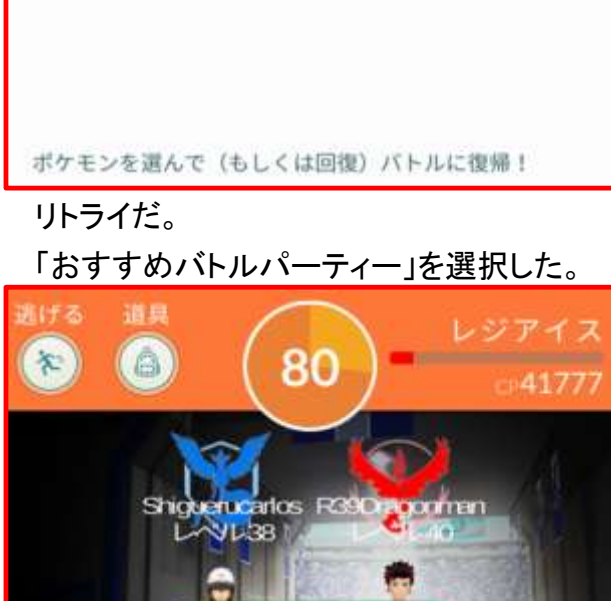 ポケモンを選んで（もしくは回復）バトルに復帰！
リトライだ。
「おすすめバトルパーティー」を選択した。
逃げる 道具
80
レジアイス
CP41777
Shiguerucarlos R39Dragonman
レベル38 レベル40